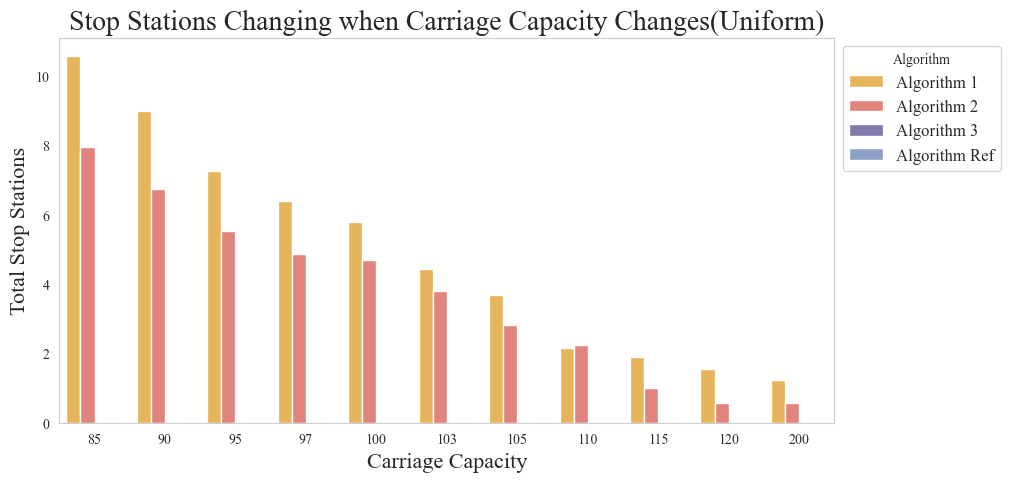 Stop Stations Changing when Carriage Capacity Changes(Uniform)
Total Stop Stations
10
8
6
4
2
0
85 90 95 97 100 103 105 110 115 120 200
Carriage Capacity
Algorithm
Algorithm 1
Algorithm 2
Algorithm 3
Algorithm Ref